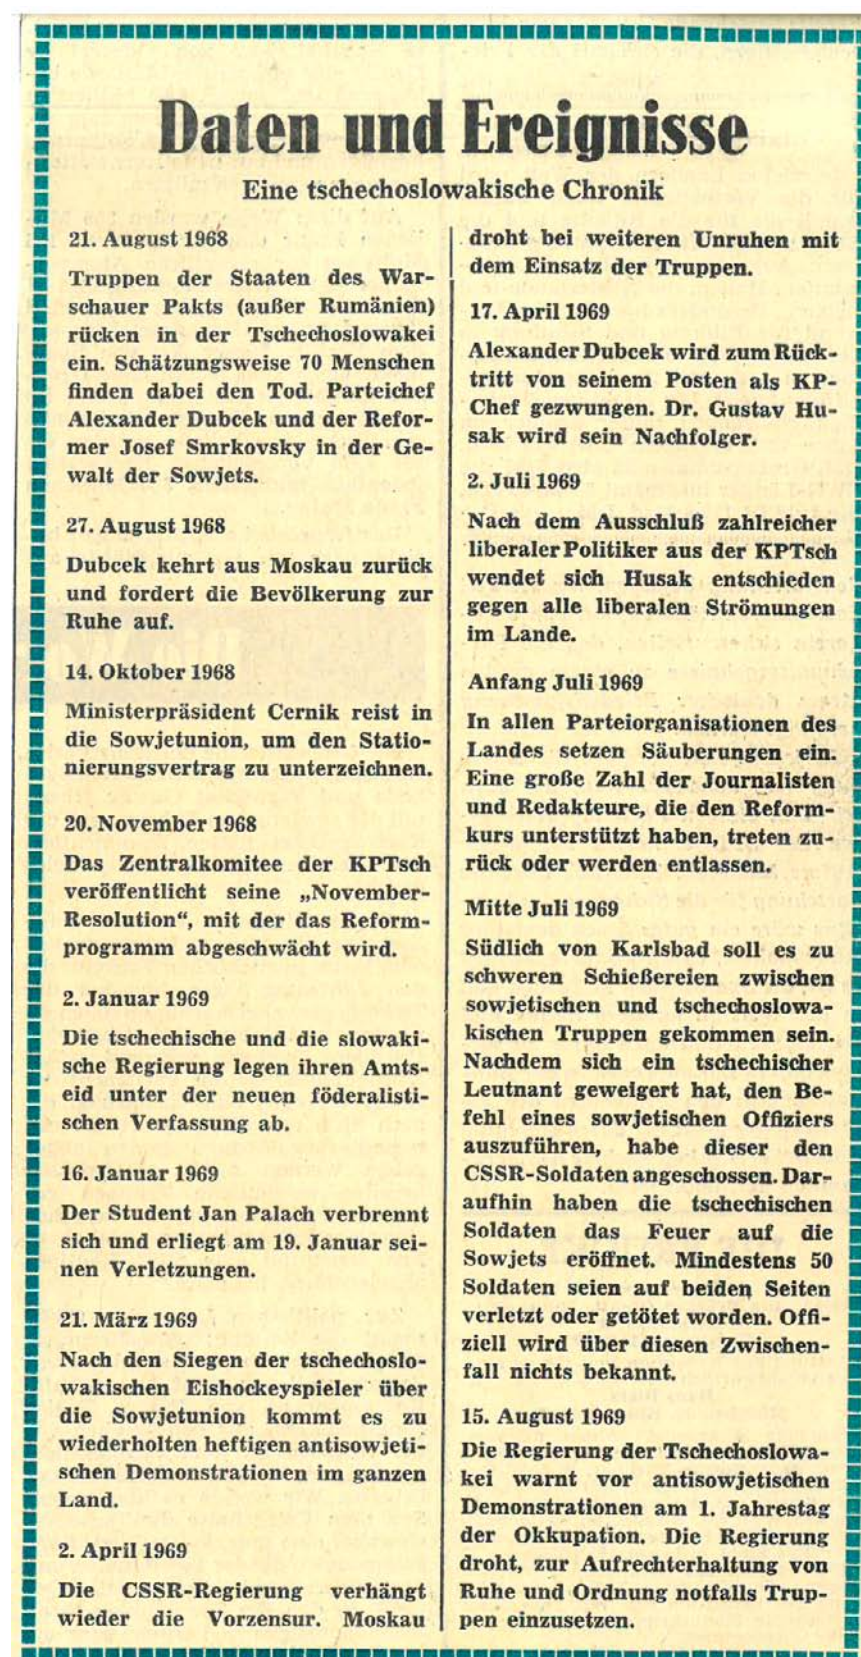 Daten und Ereignisse
Eine tschechoslowakische Chronik
21. August 1968
Truppen der Staaten des War-
schauer Pakts (außer Rumänien)
rücken in der Tschechoslowakei
ein. Schätzungsweise 70 Menschen
finden dabei den Tod. Parteichef
Alexander Dubcek und der Refor-
mer Josef Smrkovsky in der Ge-
walt der Sowjets.
27. August 1968
Dubcek kehrt aus Moskau zurück
und fordert die Bevölkerung zur
Ruhe auf.
14. Oktober 1968
Ministerpräsident Cernik reist in
die Sowjetunion, um den Statio-
nierungsvertrag zu unterzeichnen.
20. November 1968
Das Zentralkomitee der KPTsch
veröffentlicht seine „November-
Resolution“, mit der das Reform-
programm abgeschwächt wird.
2. Januar 1969
Die tschechische und die slowaki-
sche Regierung legen ihren Amts-
eid unter der neuen föderalisti-
schen Verfassung ab.
16. Januar 1969
Der Student Jan Palach verbrennt
sich und erliegt am 19. Januar sei-
nen Verletzungen.
21. März 1969
Nach den Siegen der tschechoslo-
wakischen Eishockeyspieler über
die Sowjetunion kommt es zu
wiederholten heftigen antisowjeti-
schen Demonstrationen im ganzen
Land.
2. April 1969
Die CSSR-Regierung verhängt
wieder die Vorzensur. Moskau
droht bei weiteren Unruhen mit
dem Einsatz der Truppen.
17. April 1969
Alexander Dubcek wird zum Rück-
tritt von seinem Posten als KP-
Chef gezwungen. Dr. Gustav Hu-
sak wird sein Nachfolger.
2. Juli 1969
Nach dem Ausschluß zahlreicher
liberaler Politiker aus der KPTsch
wendet sich Husak entschieden
gegen alle liberalen Strömungen
im Lande.
Anfang Juli 1969
In allen Parteiorganisationen des
Landes setzen Säuberungen ein.
Eine große Zahl der Journalisten
und Redakteure, die den Reform-
kurs unterstützt haben, treten zu-
rück oder werden entlassen.
Mitte Juli 1969
Südlich von Karlsbad soll es zu
schweren Schießereien zwischen
sowjetischen und tschechoslowa-
kischen Truppen gekommen sein.
Nachdem sich ein tschechischer
Leutnant geweigert hat, den Be-
fehl eines sowjetischen Offiziers
auszuführen, habe dieser den
CSSR-Soldaten angeschossen. Dar-
aufhin haben die tschechischen
Soldaten das Feuer auf die
Sowjets eröffnet. Mindestens 50
Soldaten seien auf beiden Seiten
verletzt oder getötet worden. Offi-
ziell wird über diesen Zwischen-
fall nichts bekannt.
15. August 1969
Die Regierung der Tschechoslowa-
kei warnt vor antisowjetischen
Demonstrationen am 1. Jahrestag
der Okkupation. Die Regierung
droht, zur Aufrechterhaltung von
Ruhe und Ordnung notfalls Trup-
pen einzusetzen.